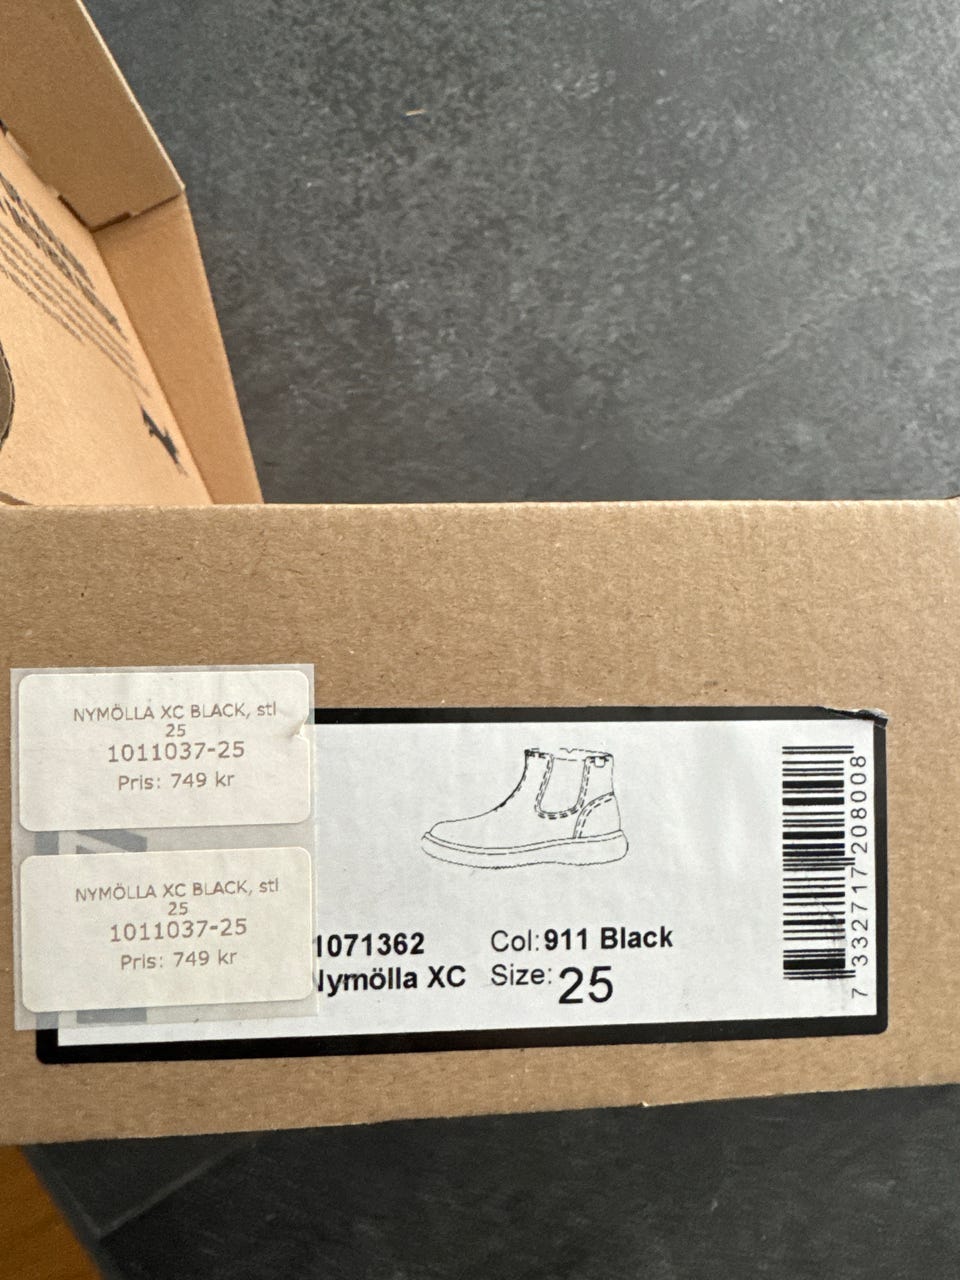 NYMÖLLA XC BLACK, stl
25
1011037-25
Pris: 749 kr
NYMÖLLA XC BLACK, stl
25
1011037-25
Pris: 749 kr
1071362
Nymölla XC
Col: 911 Black
Size: 25
7 332717 208008